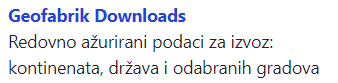 Geofabrik Downloads
Redovno ažurirani podaci za izvoz:
kontinenata, država i odabranih gradova